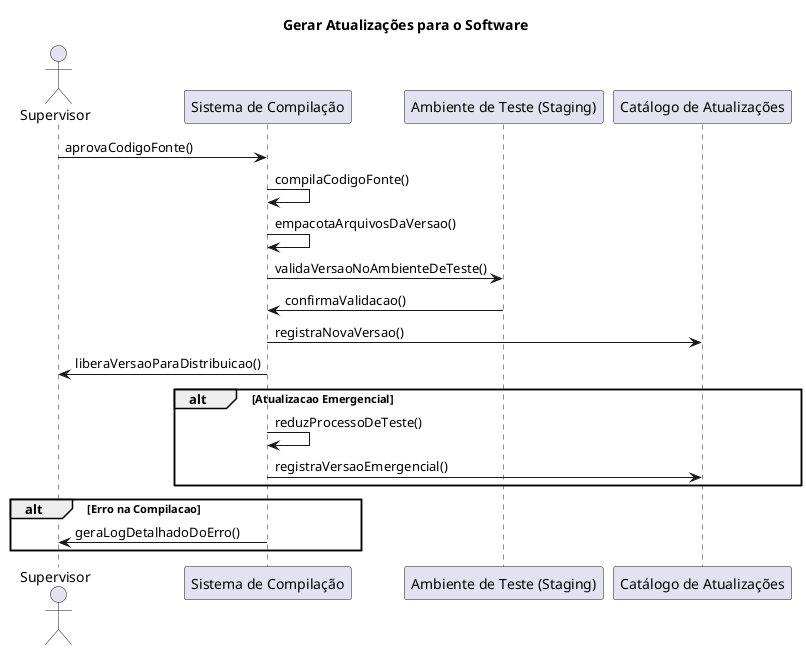 Gerar Atualizações para o Software
Supervisor
Sistema de Compilação
Ambiente de Teste (Staging)
Catálogo de Atualizações
aprovaCodigoFonte()
compilaCodigoFonte()
empacotaArquivosDaVersao()
validaVersaoNoAmbienteDeTeste()
confirmaValidacao()
registraNovaVersao()
liberaVersaoParaDistribuicao()
alt [Atualizacao Emergencial]
reduzProcessoDeTeste()
registraVersaoEmergencial()
alt [Erro na Compilacao]
geraLogDetalhadoDoErro()
Supervisor
Sistema de Compilação
Ambiente de Teste (Staging)
Catálogo de Atualizações